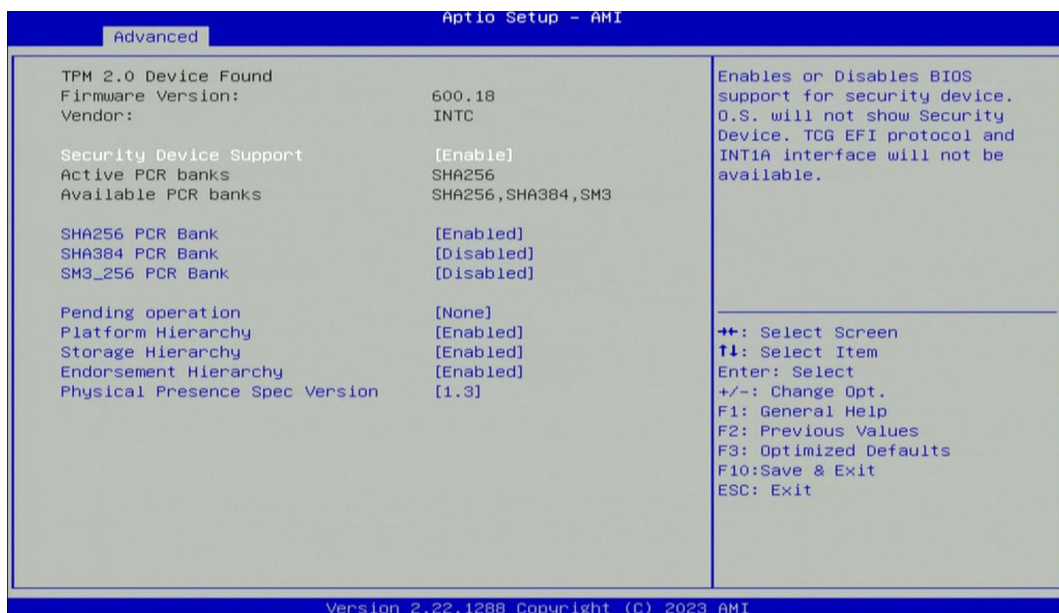 Aptio Setup – AMI
Advanced
TPM 2.0 Device Found
Firmware Version: 600.18
Vendor: INTC
Security Device Support [Enable]
Active PCR banks SHA256
Available PCR banks SHA256,SHA384,SM3
SHA256 PCR Bank [Enabled]
SHA384 PCR Bank [Disabled]
SM3_256 PCR Bank [Disabled]
Pending operation [None]
Platform Hierarchy [Enabled]
Storage Hierarchy [Enabled]
Endorsement Hierarchy [Enabled]
Physical Presence Spec Version [1.3]
Enables or Disables BIOS
support for security device.
O.S. will not show Security
Device. TCG EFI protocol and
INT1A interface will not be
available.
→←: Select Screen
↑↓: Select Item
Enter: Select
+/-: Change Opt.
F1: General Help
F2: Previous Values
F3: Optimized Defaults
F10:Save & Exit
ESC: Exit
Version 2.22.1288 Copyright (C) 2023 AMI